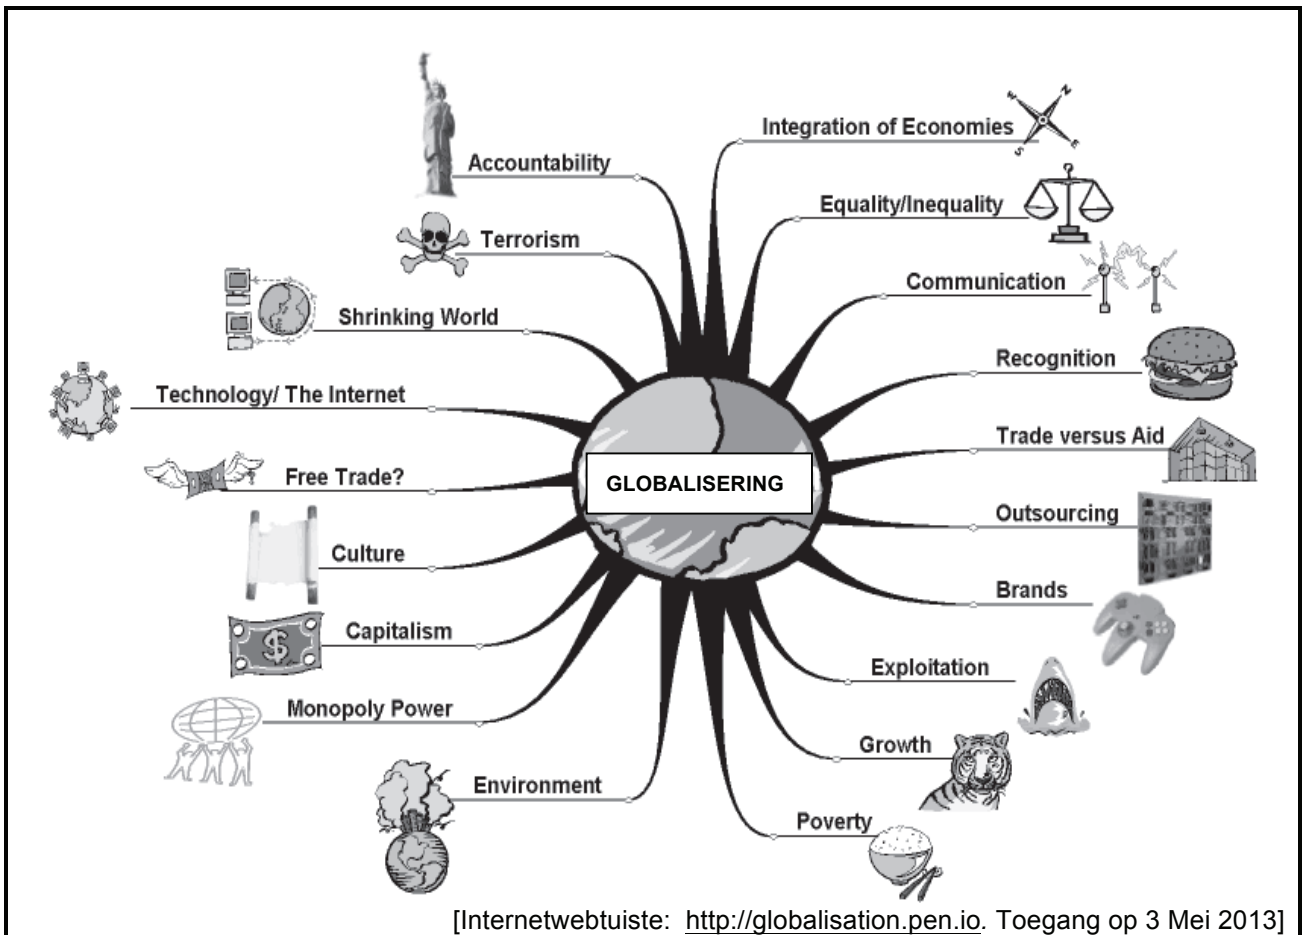 Accountability
Terrorism
Shrinking World
Technology/ The Internet
Free Trade?
Culture
Capitalism
$
Monopoly Power
Environment
GLOBALISERING
Integration of Economies
N
W
E
S
Equality/Inequality
Communication
Recognition
Trade versus Aid
Outsourcing
Brands
Exploitation
Growth
Poverty
[Internetwebtuiste: http://globalisation.pen.io. Toegang op 3 Mei 2013]